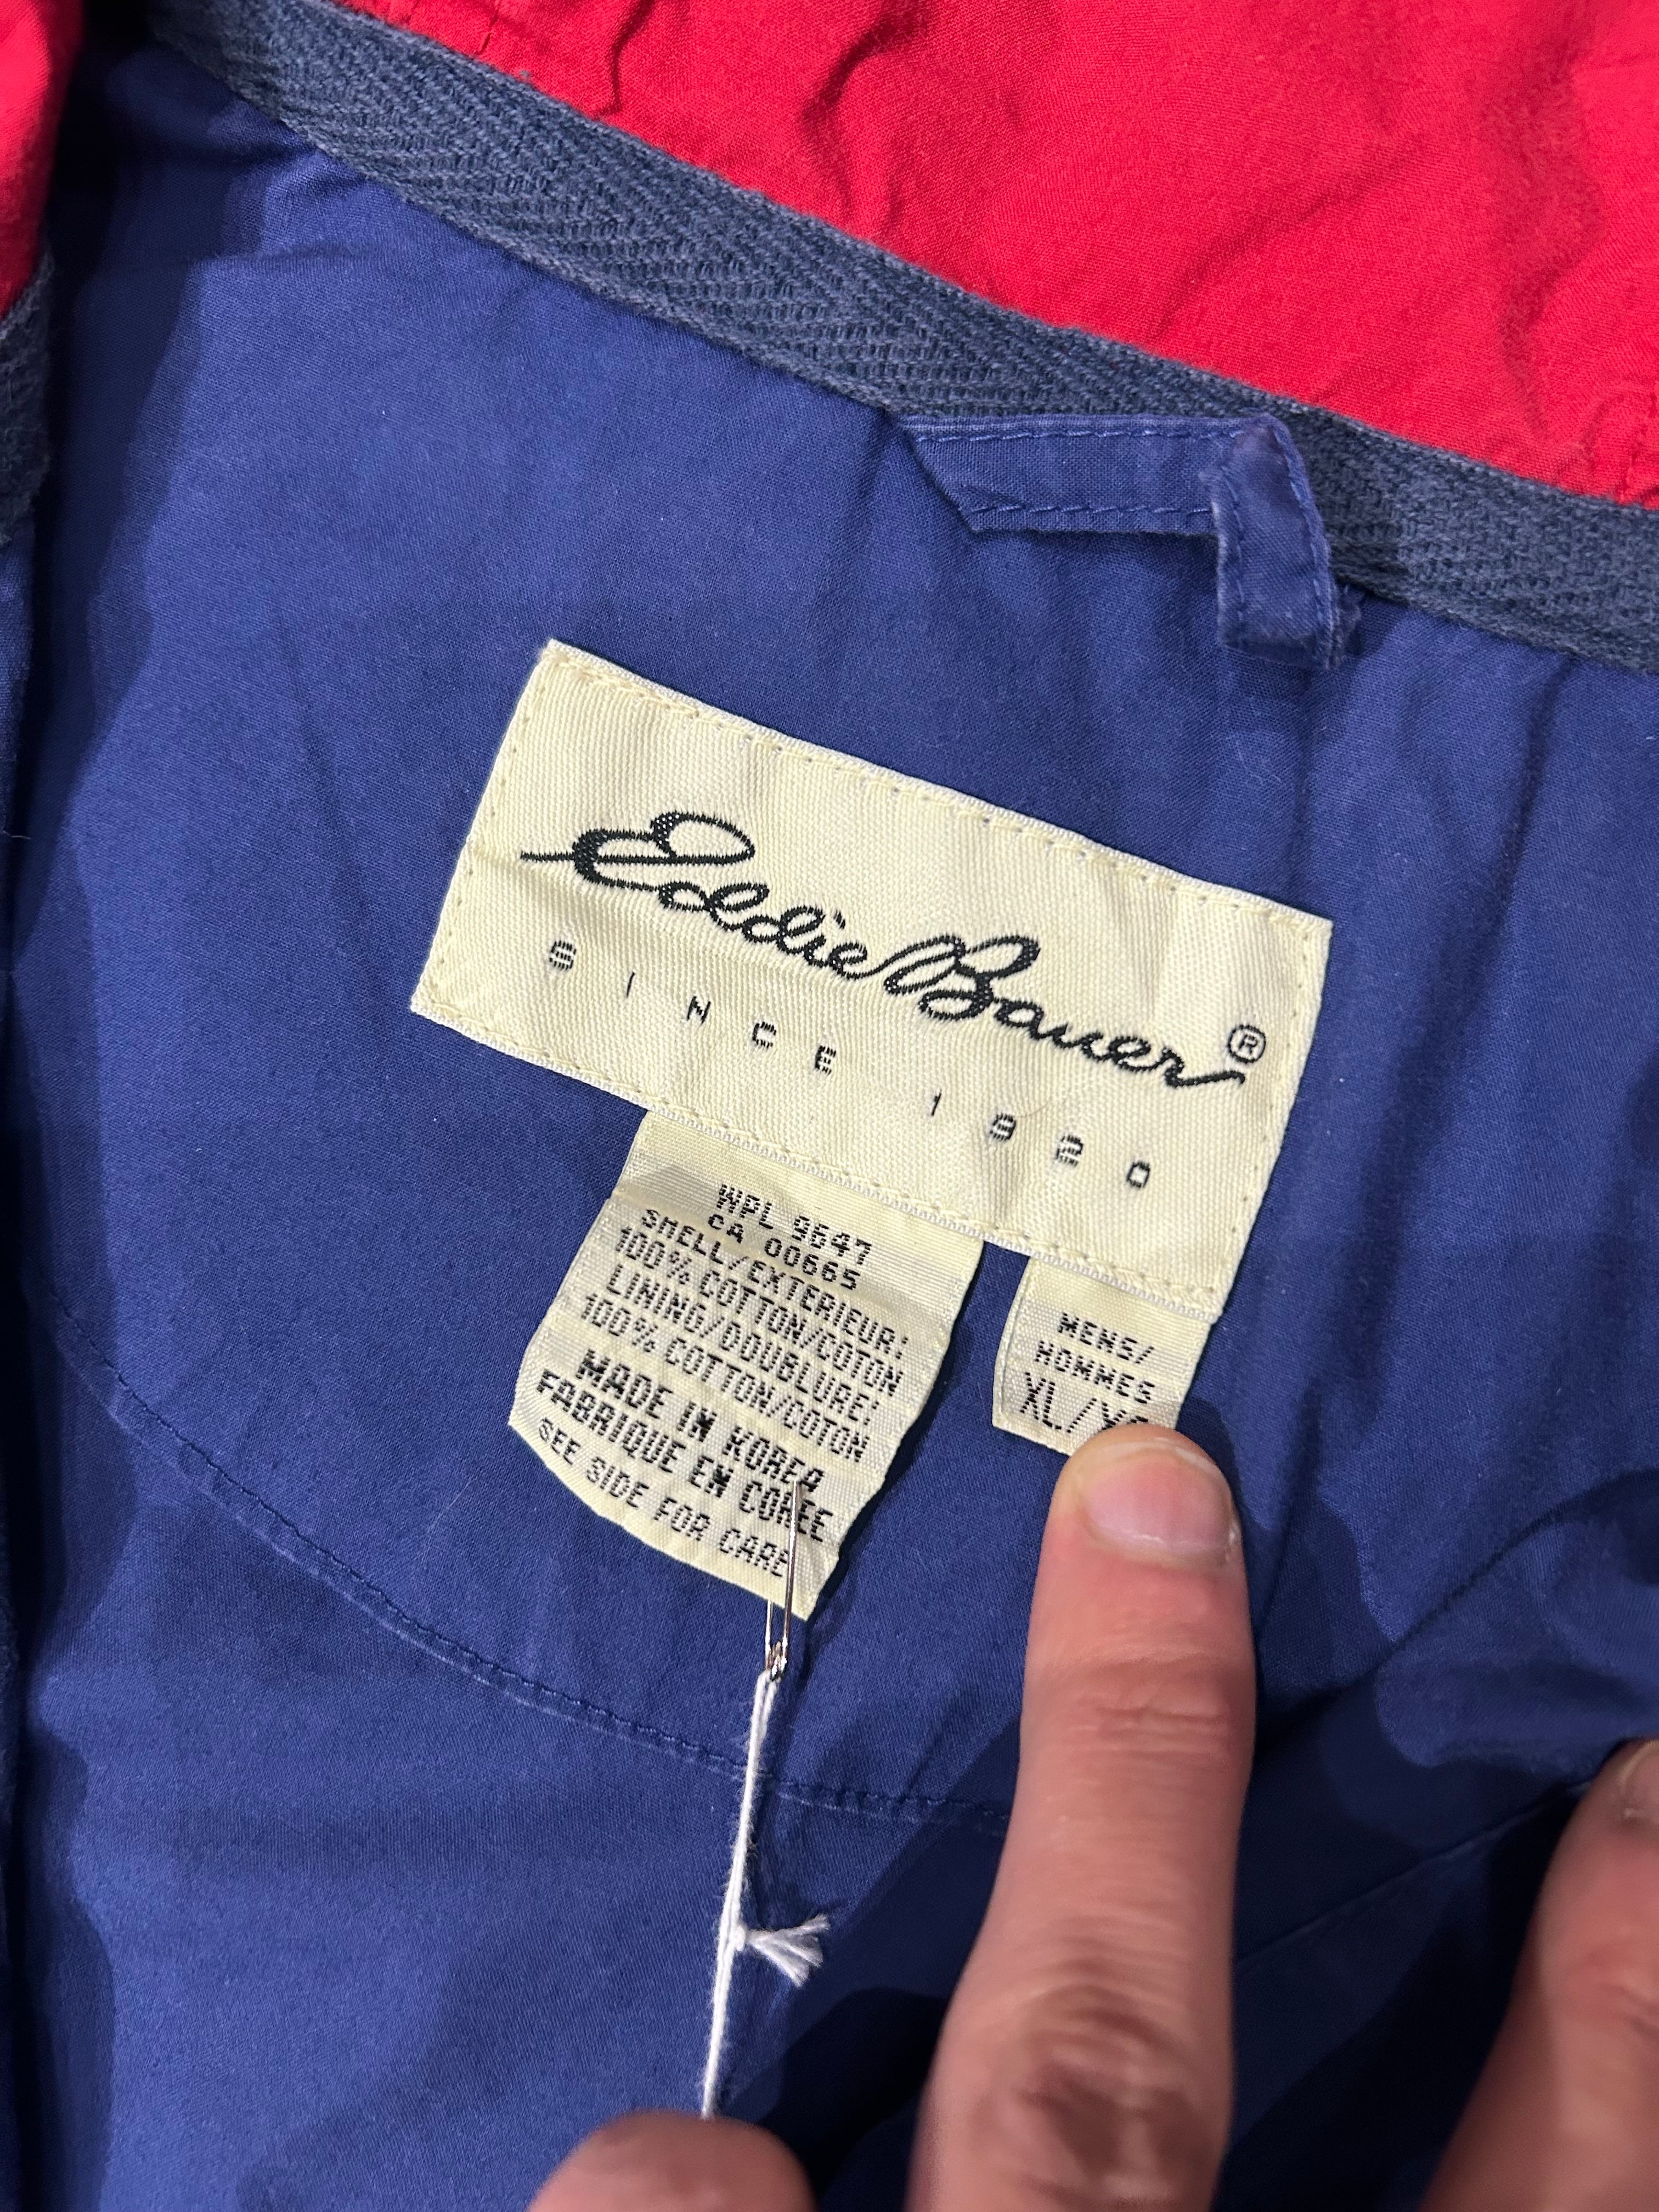 Eddie Bauer®
SINCE 1920
WPL 9647
CA 00665
SHELL/EXTERIEUR:
100% COTTON/COTON
LINING/DOUBLURE:
100% COTTON/COTON
MADE IN KOREA
FABRIQUE EN COREE
SEE SIDE FOR CARE
MENS/
HOMMES
XL/